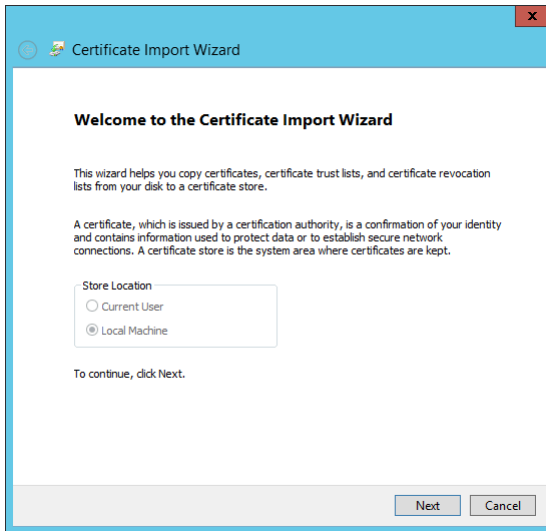 x
Certificate Import Wizard
Welcome to the Certificate Import Wizard
This wizard helps you copy certificates, certificate trust lists, and certificate revocation
lists from your disk to a certificate store.
A certificate, which is issued by a certification authority, is a confirmation of your identity
and contains information used to protect data or to establish secure network
connections. A certificate store is the system area where certificates are kept.
Store Location
Current User
Local Machine
To continue, click Next.
Next Cancel